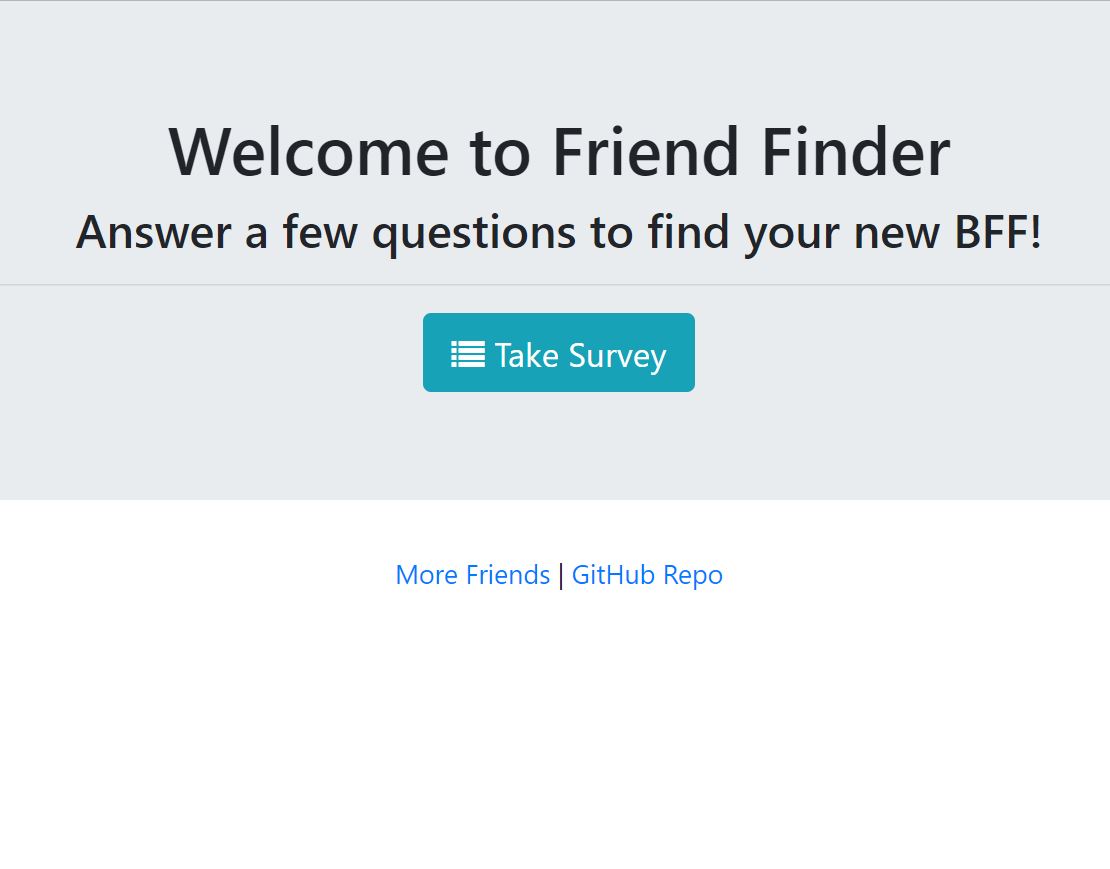 Welcome to Friend Finder
Answer a few questions to find your new BFF!
Take Survey
More Friends | GitHub Repo